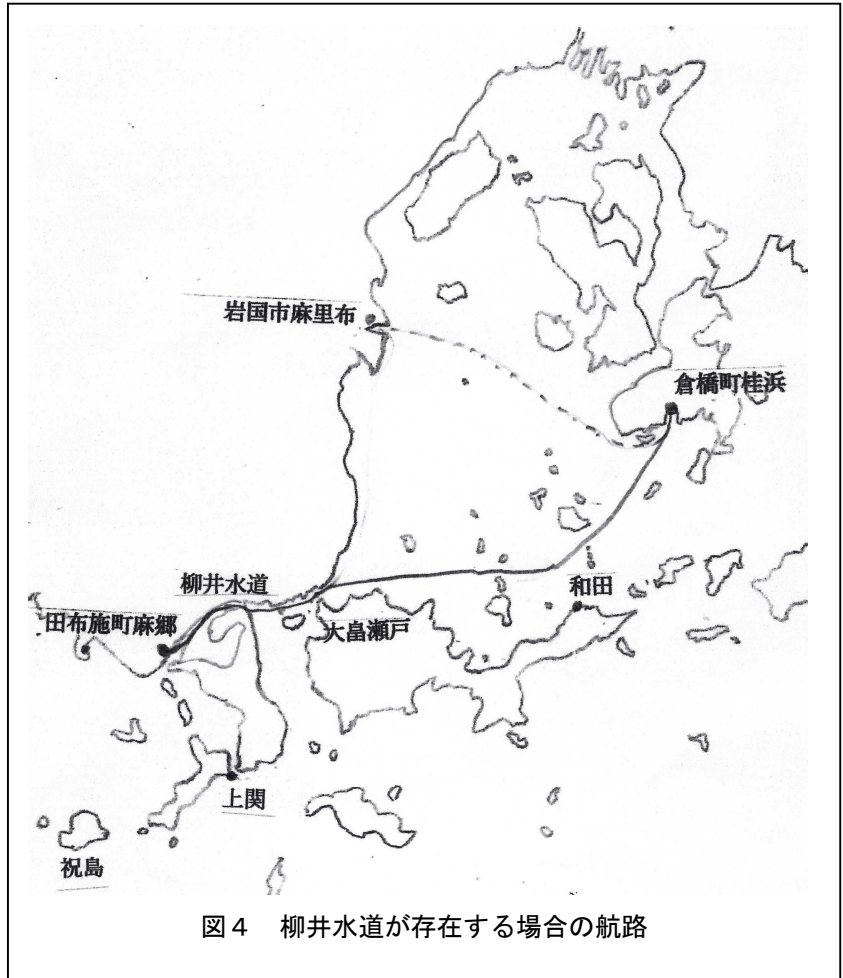 岩国市麻里布
倉橋町桂浜
柳井水道
和田
田布施町麻郷
大畠瀬戸
上関
祝島
図４　柳井水道が存在する場合の航路